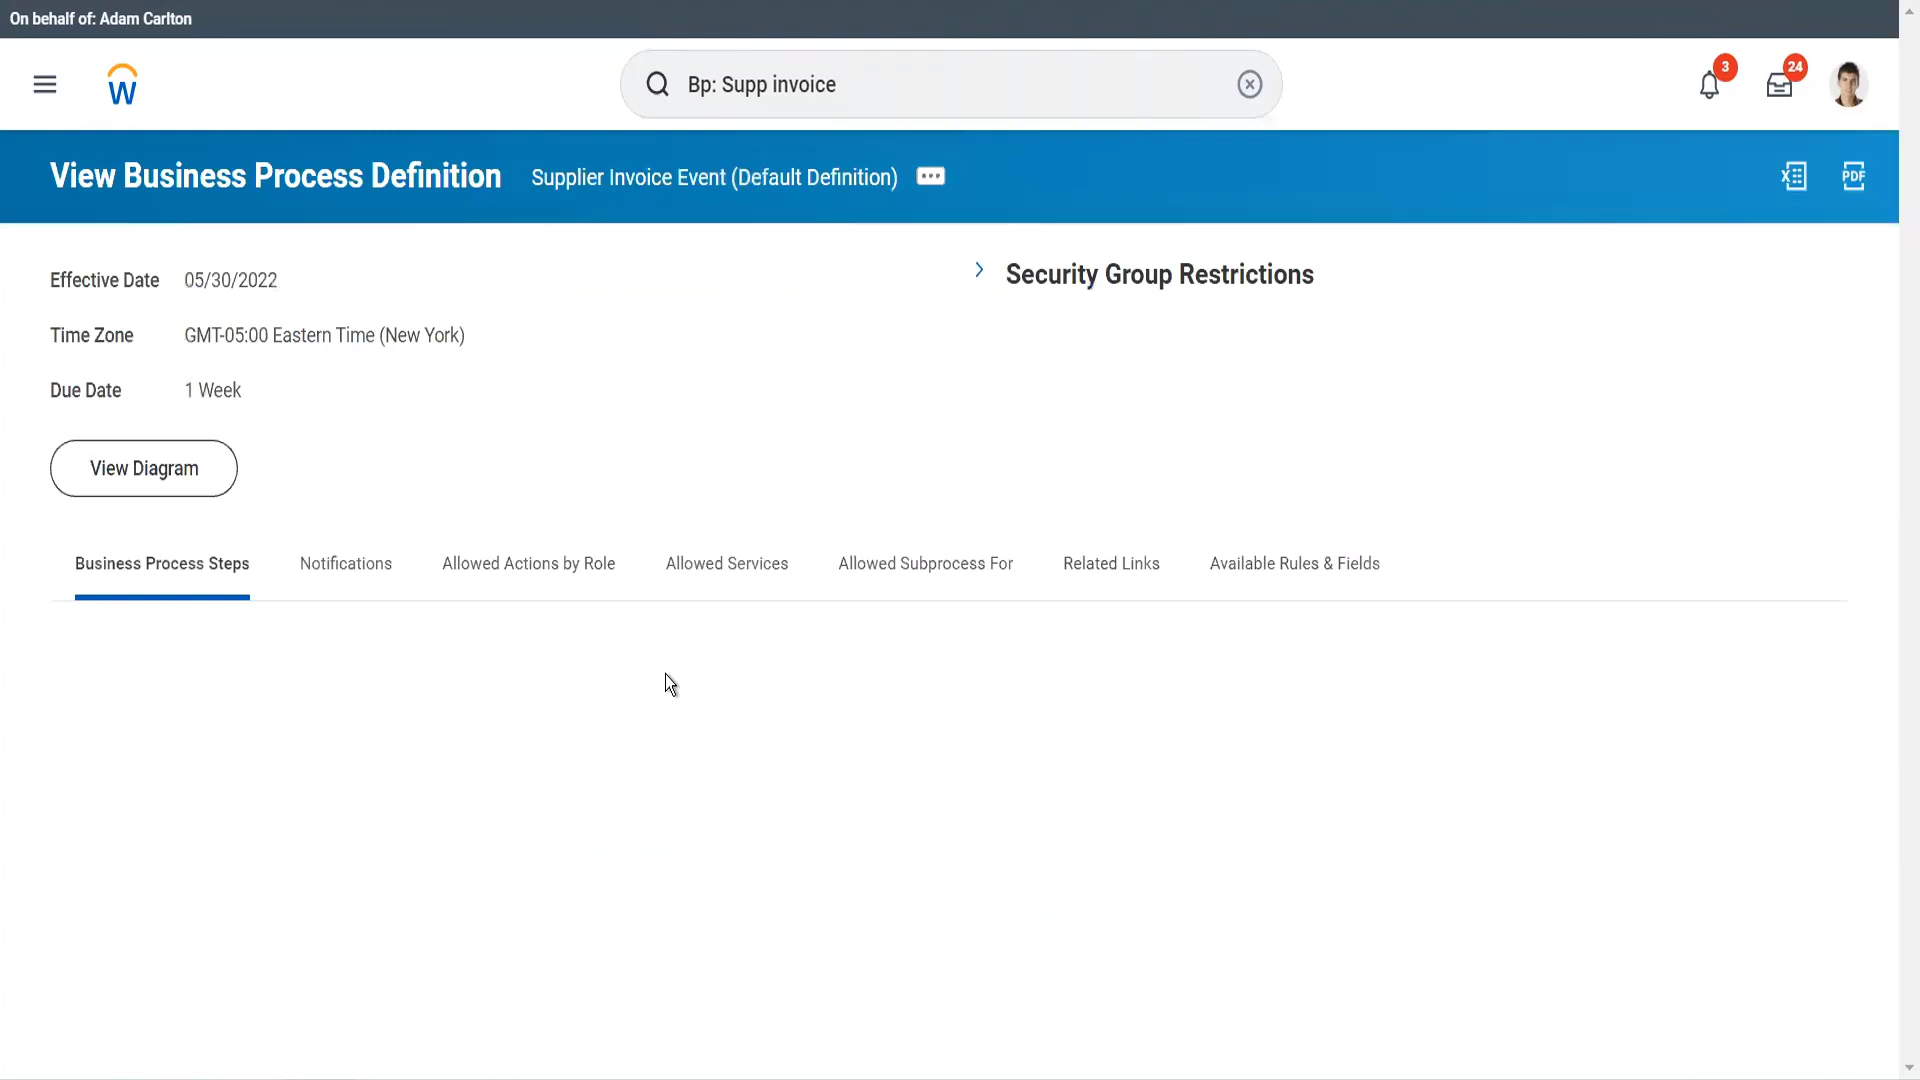 On behalf of: Adam Carlton
W
Bp: Supp invoice
3
24
View Business Process Definition
Supplier Invoice Event (Default Definition)
X
PDF
Effective Date 05/30/2022
Security Group Restrictions
Time Zone GMT-05:00 Eastern Time (New York)
Due Date 1 Week
View Diagram
Business Process Steps
Notifications
Allowed Actions by Role
Allowed Services
Allowed Subprocess For
Related Links
Available Rules & Fields